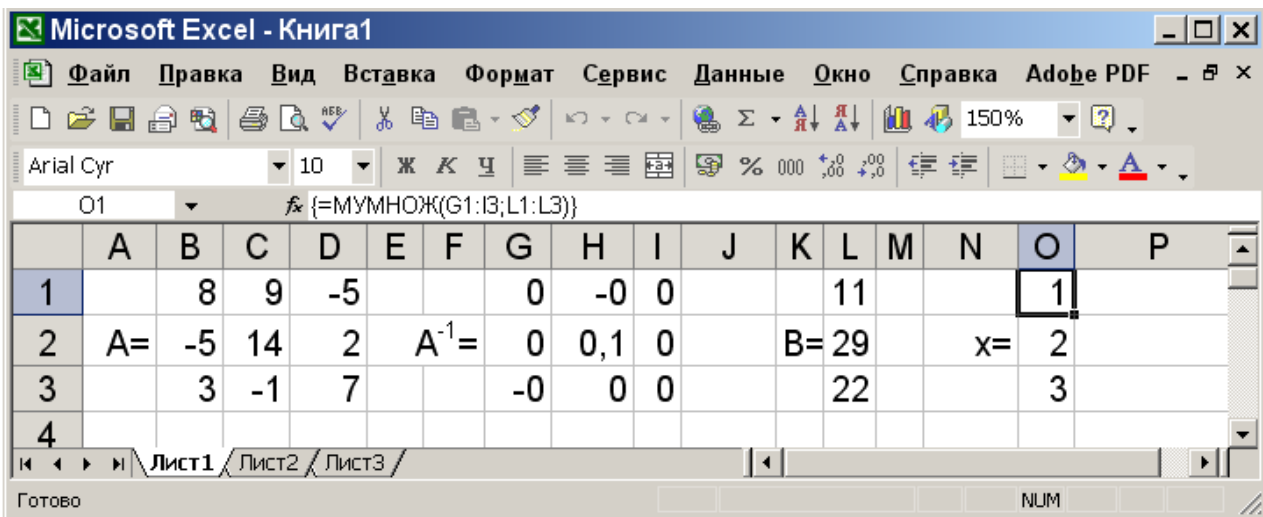 Microsoft Excel - Книга1
Файл Правка Вид Вставка Формат Сервис Данные Окно Справка Adobe PDF
150%
Arial Cyr 10 Ж К Ч % 000
O1 fx {=МУМНОЖ(G1:I3;L1:L3)}
A B C D E F G H I J K L M N O P
1 8 9 -5 0 -0 0 11 1
2 A= -5 14 2 A⁻¹= 0 0,1 0 B= 29 x= 2
3 3 -1 7 -0 0 0 22 3
4
Лист1 Лист2 Лист3
Готово NUM